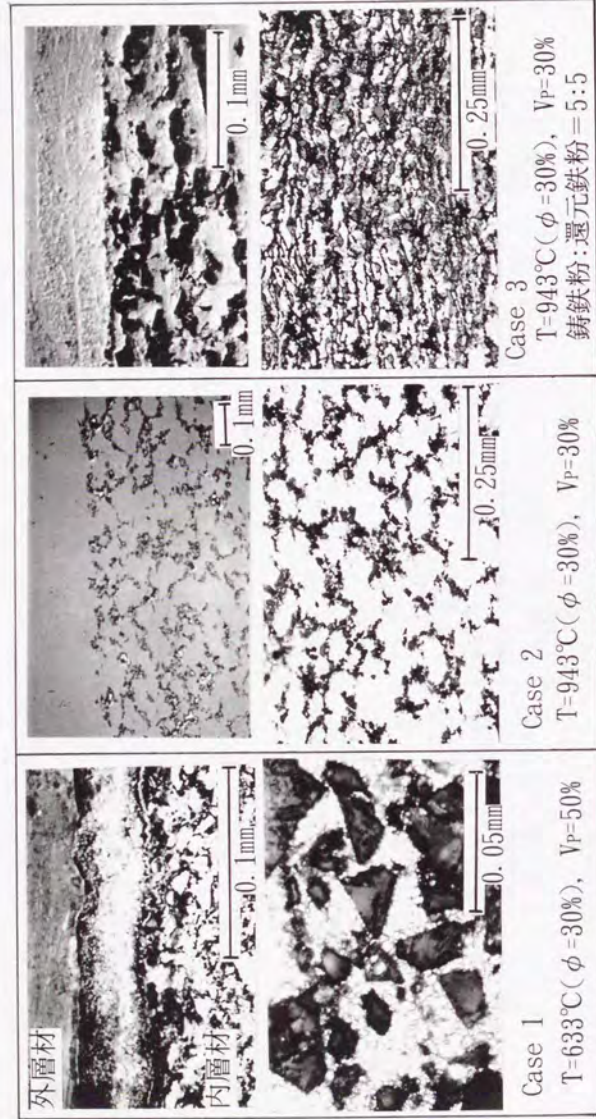 外層材
内層材
0.1mm
0.05mm
Case 1
T=633℃(φ=30%), VP=50%
0.1mm
0.25mm
Case 2
T=943℃(φ=30%), VP=30%
0.1mm
0.25mm
Case 3
T=943℃(φ=30%), VP=30%
鋳鉄粉:還元鉄粉=5:5